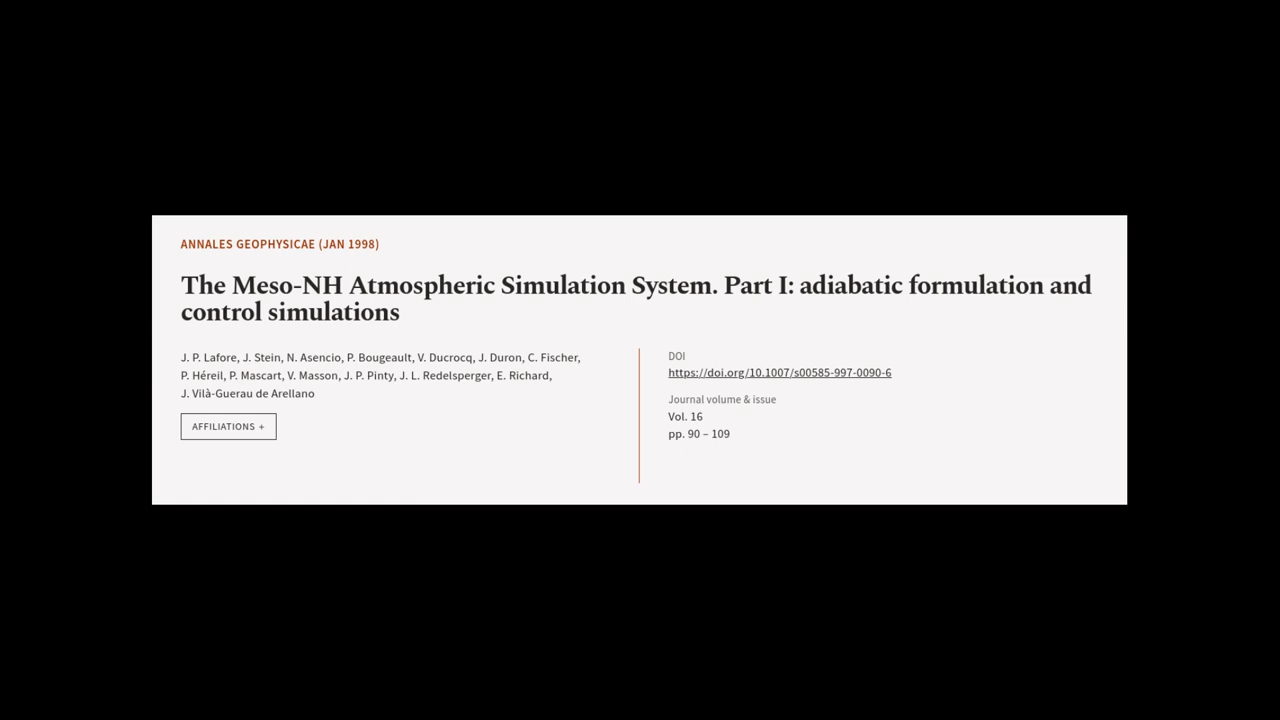 ANNALES GEOPHYSICAE (JAN 1998)
The Meso-NH Atmospheric Simulation System. Part I: adiabatic formulation and
control simulations
J. P. Lafore, J. Stein, N. Asencio, P. Bougeault, V. Ducrocq, J. Duron, C. Fischer,
P. Héreil, P. Mascart, V. Masson, J. P. Pinty, J. L. Redelsperger, E. Richard,
J. Vilà-Guerau de Arellano
AFFILIATIONS +
DOI
https://doi.org/10.1007/s00585-997-0090-6
Journal volume & issue
Vol. 16
pp. 90 – 109